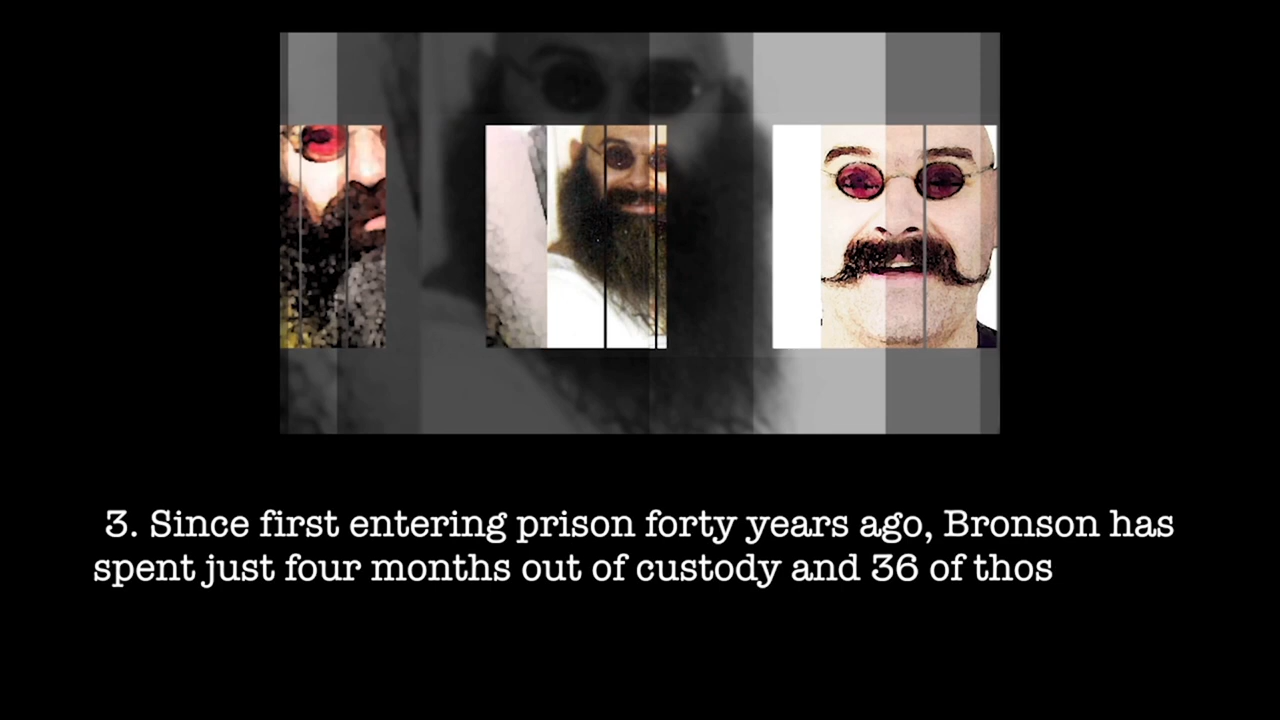 3. Since first entering prison forty years ago, Bronson has
spent just four months out of custody and 36 of thos